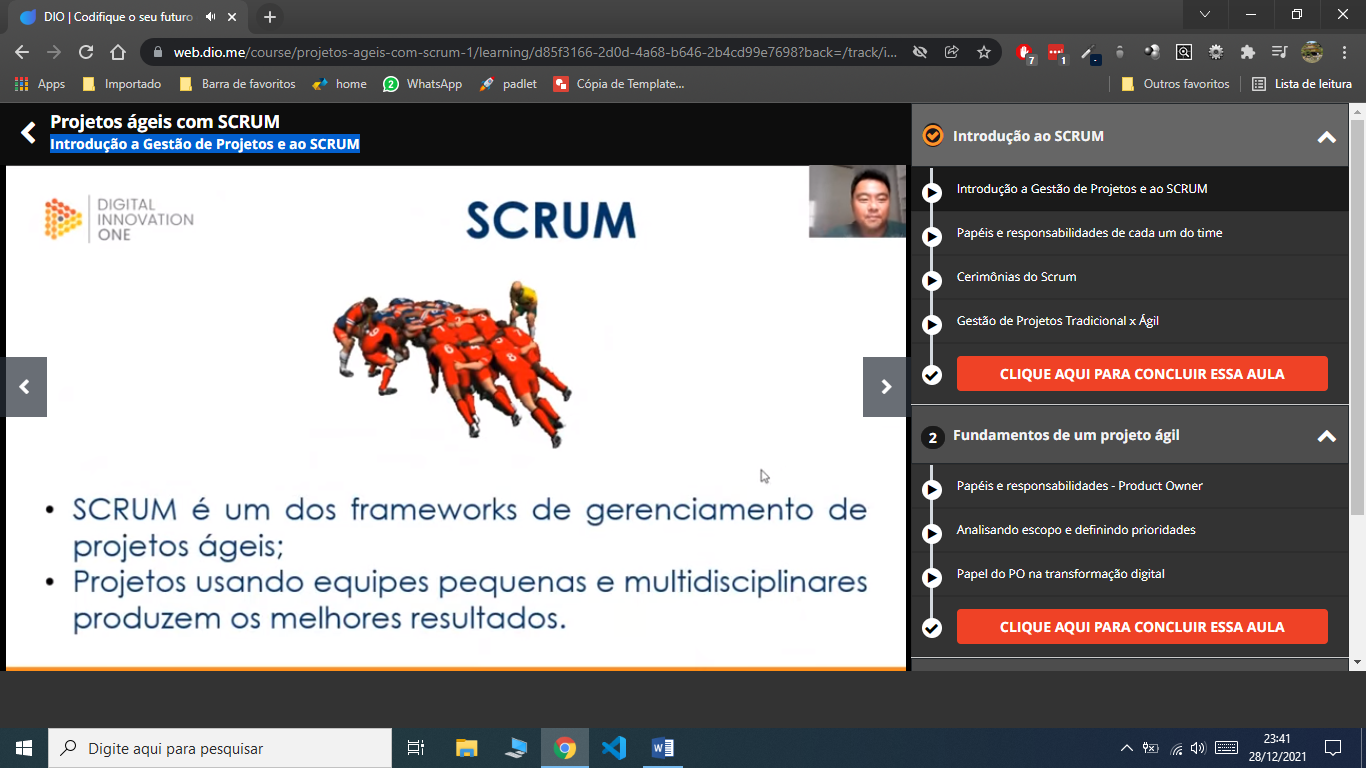 DIO | Codifique o seu futuro
web.dio.me/course/projetos-ageis-com-scrum-1/learning/d85f3166-2d0d-4a68-b646-2b4cd99e7698?back=/track/i...
7
1
Apps
Importado
Barra de favoritos
home
2
WhatsApp
padlet
Cópia de Template...
Outros favoritos
Lista de leitura
Projetos ágeis com SCRUM
Introdução a Gestão de Projetos e ao SCRUM
DIGITAL
INNOVATION
ONE
SCRUM
• SCRUM é um dos frameworks de gerenciamento de
projetos ágeis;
• Projetos usando equipes pequenas e multidisciplinares
produzem os melhores resultados.
Introdução ao SCRUM
Introdução a Gestão de Projetos e ao SCRUM
Papéis e responsabilidades de cada um do time
Cerimônias do Scrum
Gestão de Projetos Tradicional x Ágil
CLIQUE AQUI PARA CONCLUIR ESSA AULA
2
Fundamentos de um projeto ágil
Papéis e responsabilidades - Product Owner
Analisando escopo e definindo prioridades
Papel do PO na transformação digital
CLIQUE AQUI PARA CONCLUIR ESSA AULA
Digite aqui para pesquisar
23:41
28/12/2021